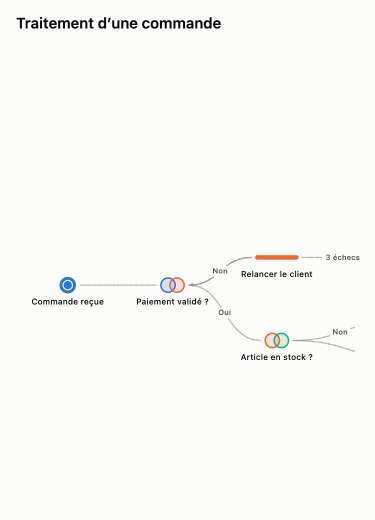 Traitement d’une commande
Non
3 échecs
Relancer le client
Commande reçue
Paiement validé ?
Oui
Non
Article en stock ?